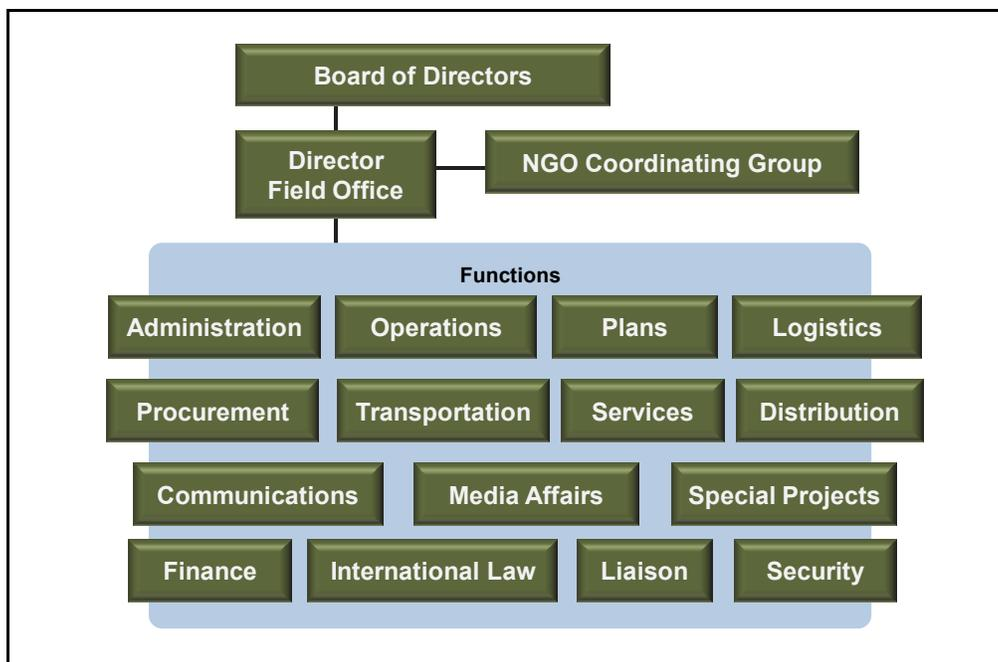 Board of Directors
Director
Field Office
NGO Coordinating Group
Functions
Administration
Operations
Plans
Logistics
Procurement
Transportation
Services
Distribution
Communications
Media Affairs
Special Projects
Finance
International Law
Liaison
Security